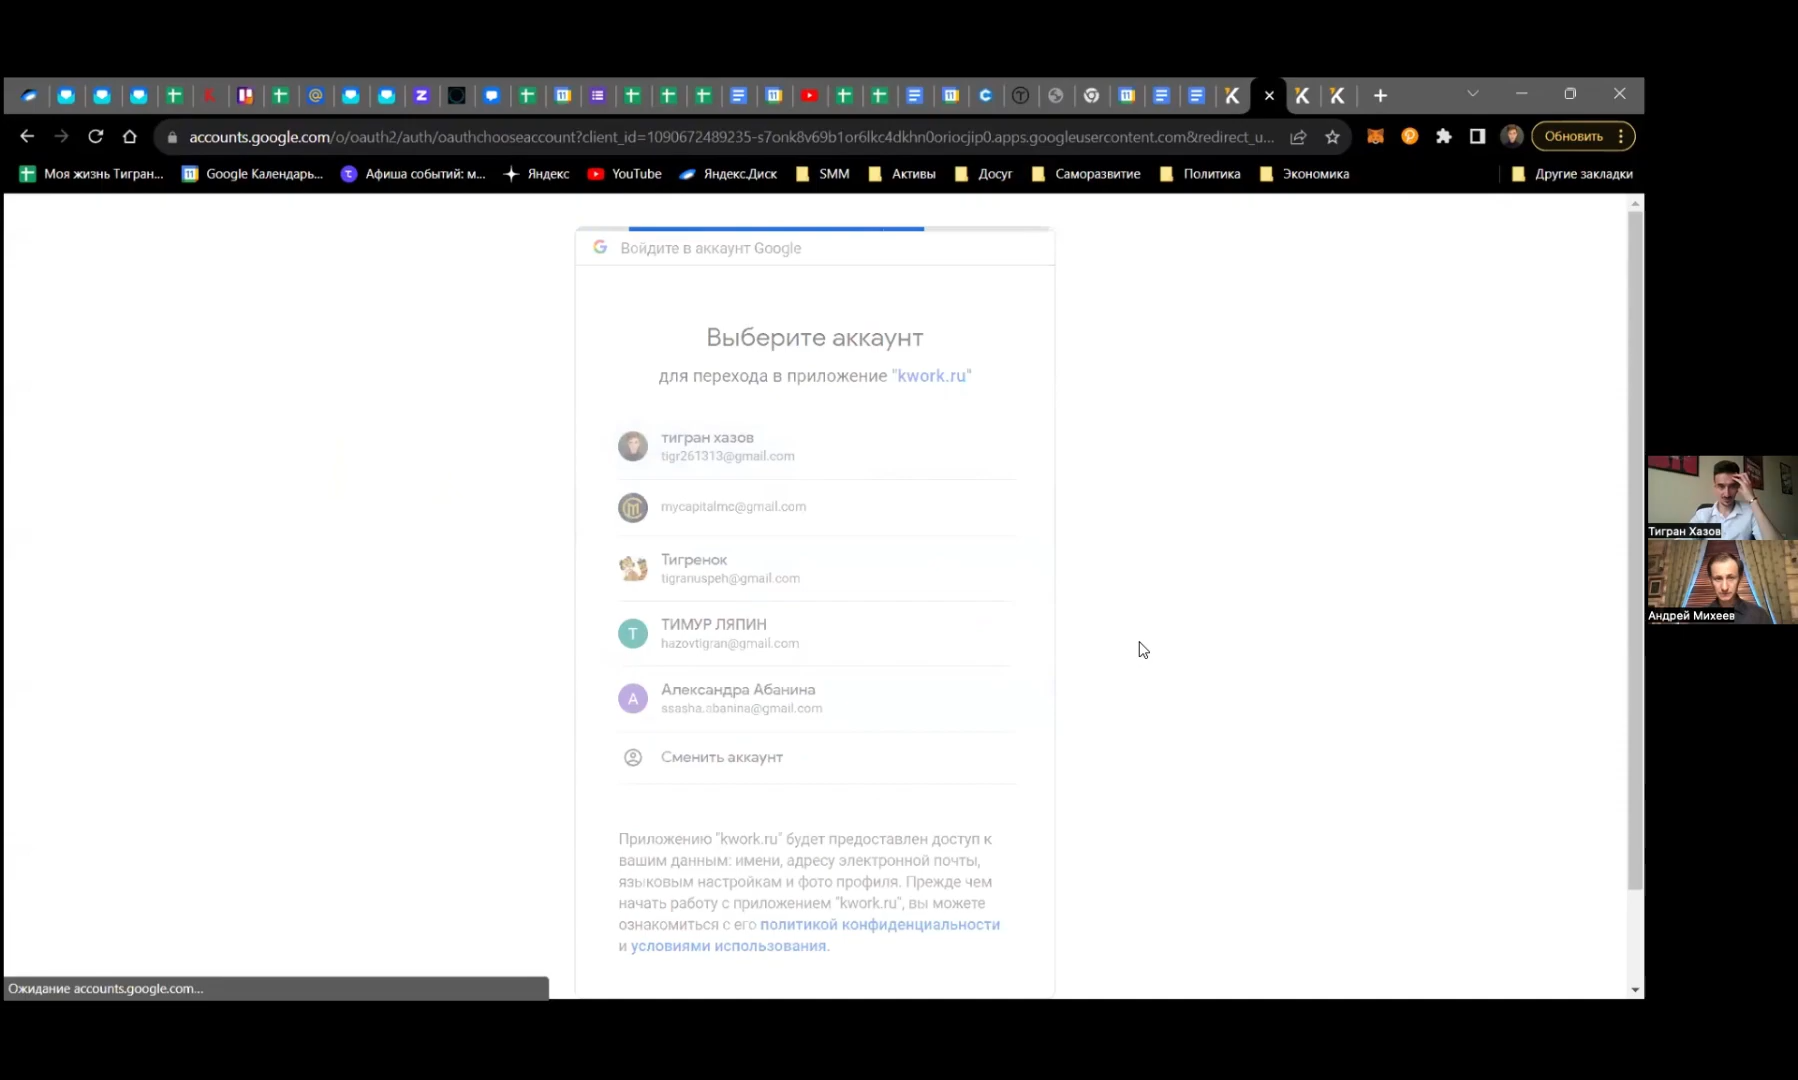 accounts.google.com/o/oauth2/auth/oauthchooseaccount?client_id=1090672489235-s7onk8v69b1or6lkc4dkhn0oriocjip0.apps.googleusercontent.com&redirect_u...
Обновить
Моя жизнь Тигран...
Google Календарь...
Афиша событий: м...
Яндекс
YouTube
Яндекс.Диск
SMM
Активы
Досуг
Саморазвитие
Политика
Экономика
Другие закладки
Войдите в аккаунт Google
Выберите аккаунт
для перехода в приложение "kwork.ru"
тигран хазов
tigr261313@gmail.com
mycapitalmc@gmail.com
Тигренок
tigranuspeh@gmail.com
Т
ТИМУР ЛЯПИН
hazovtigran@gmail.com
А
Александра Абанина
ssasha.abanina@gmail.com
Сменить аккаунт
Приложению "kwork.ru" будет предоставлен доступ к
вашим данным: имени, адресу электронной почты,
языковым настройкам и фото профиля. Прежде чем
начать работу с приложением "kwork.ru", вы можете
ознакомиться с его политикой конфиденциальности
и условиями использования.
Ожидание accounts.google.com...
Тигран Хазов
Андрей Михеев